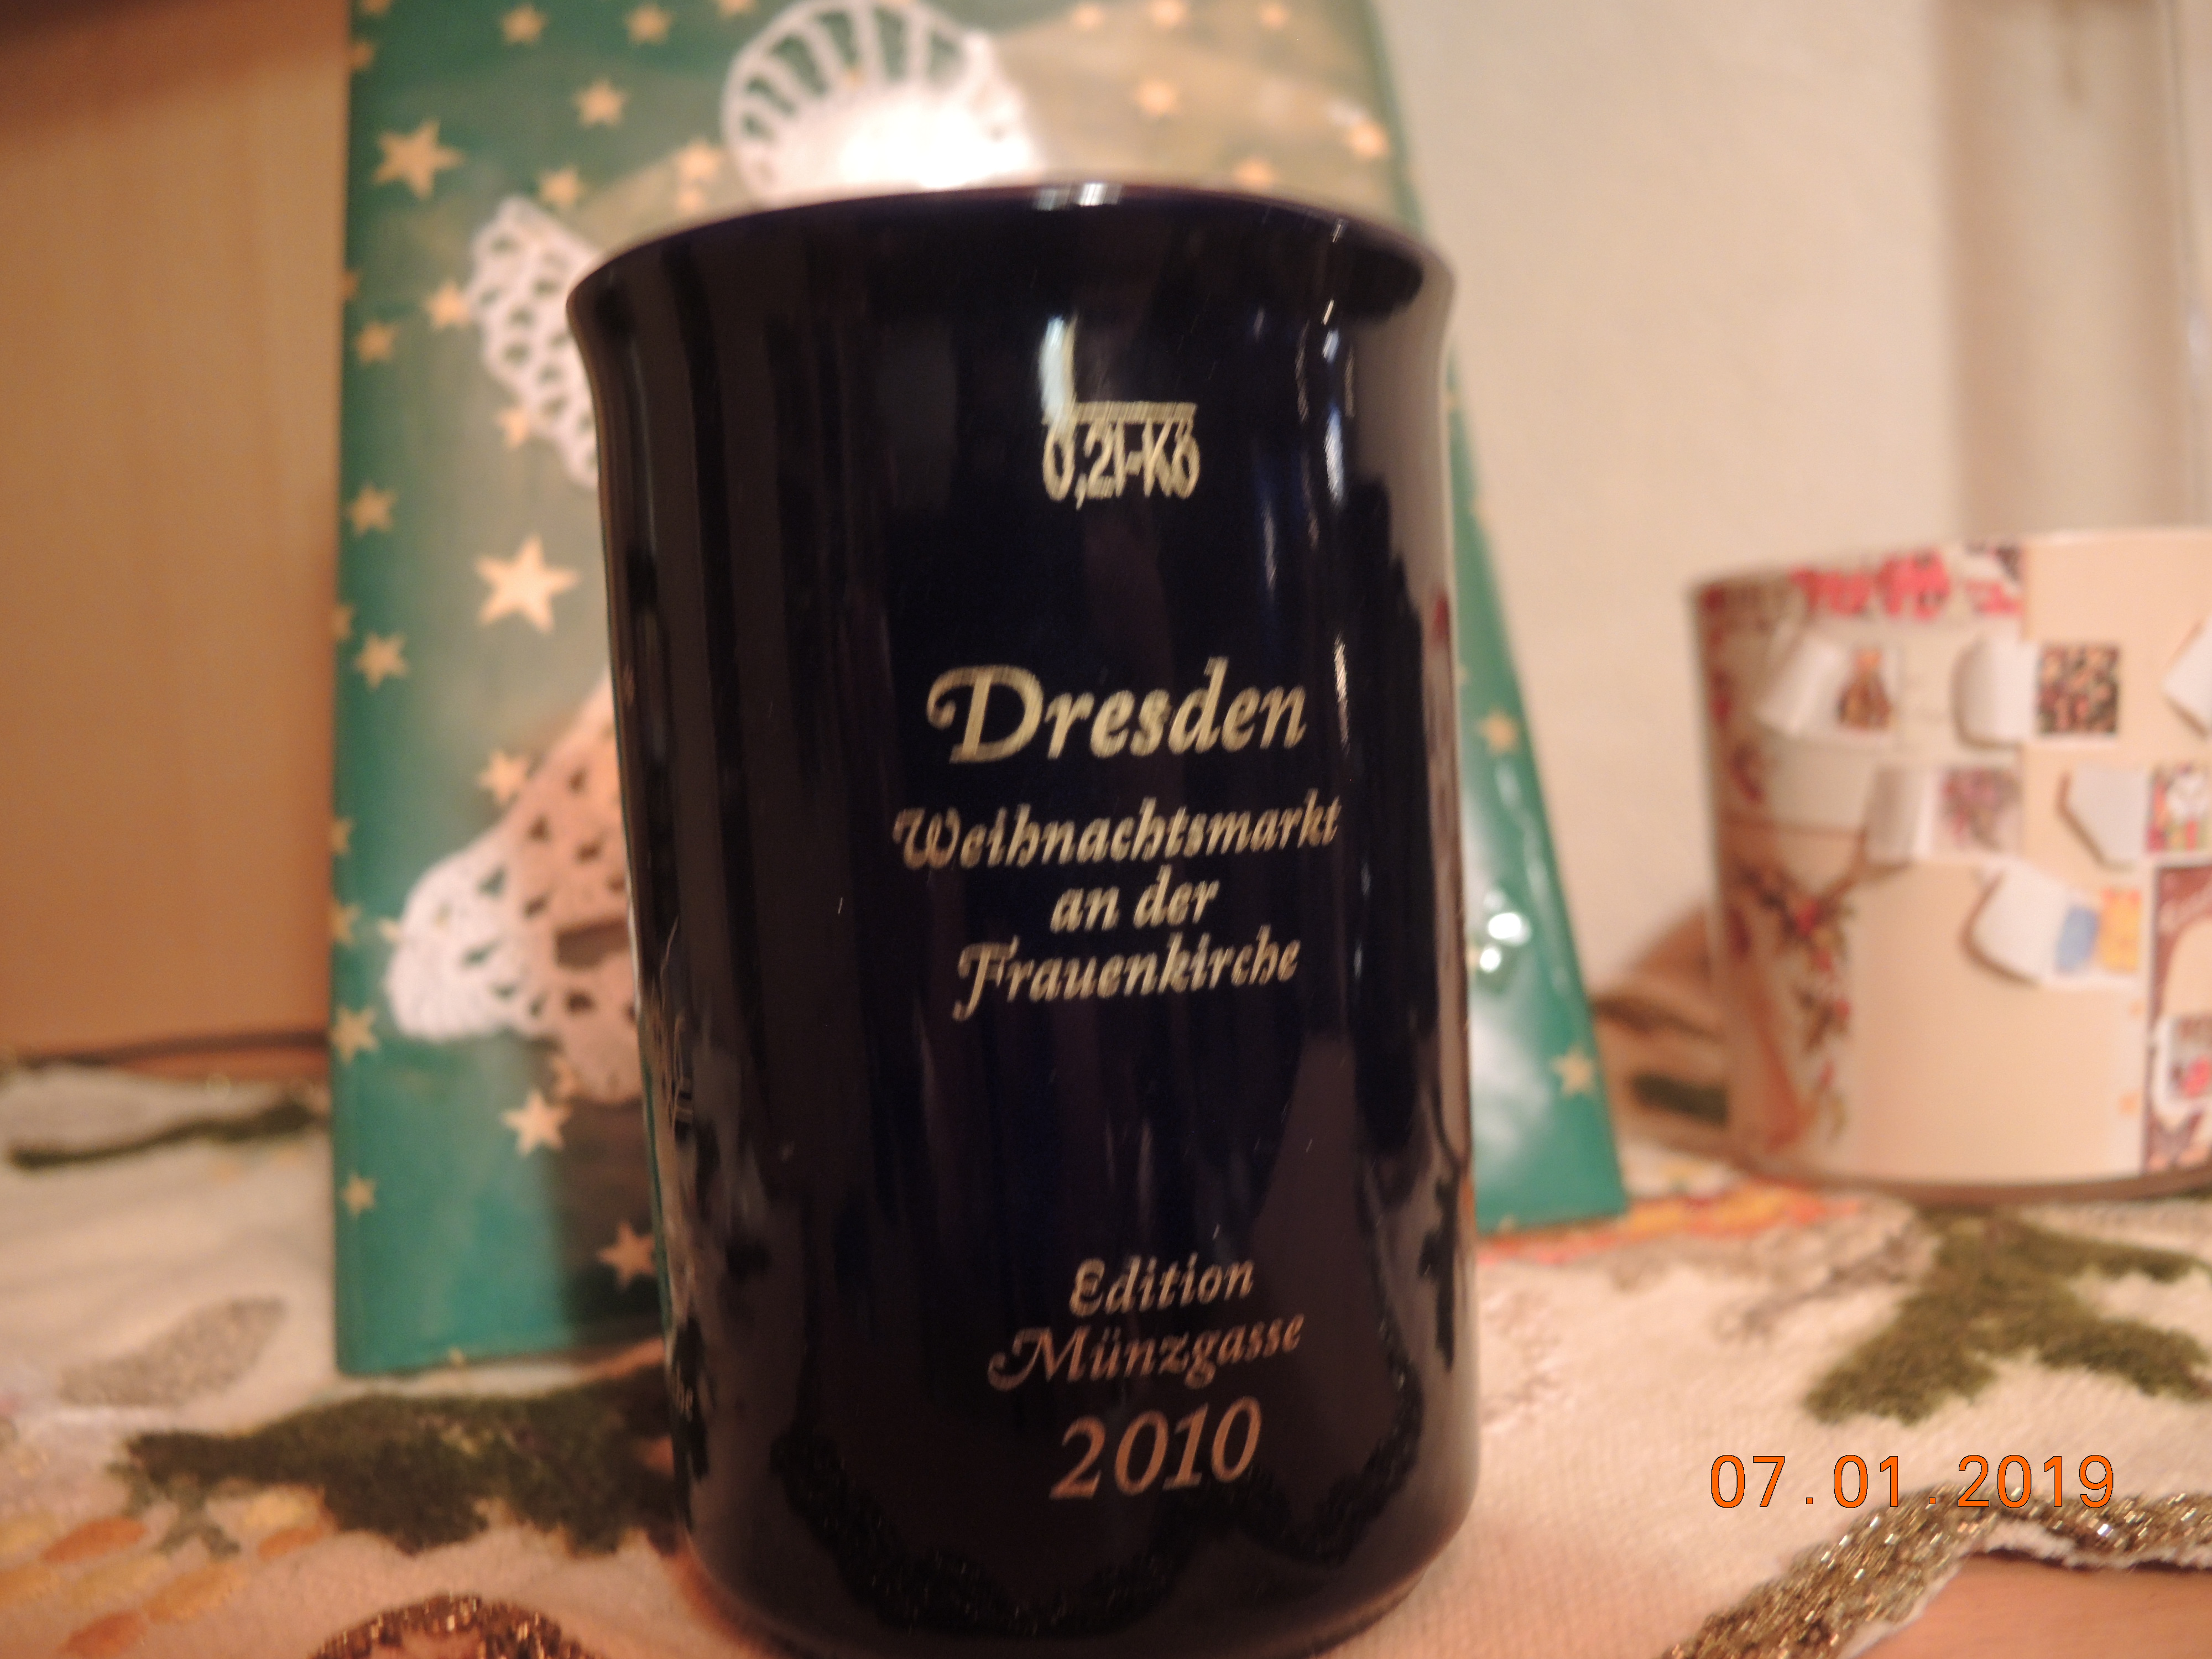 0,2l-Kö
Dresden
Weihnachtsmarkt
an der
Frauenkirche
Edition
Münzgasse
2010
07.01.2019